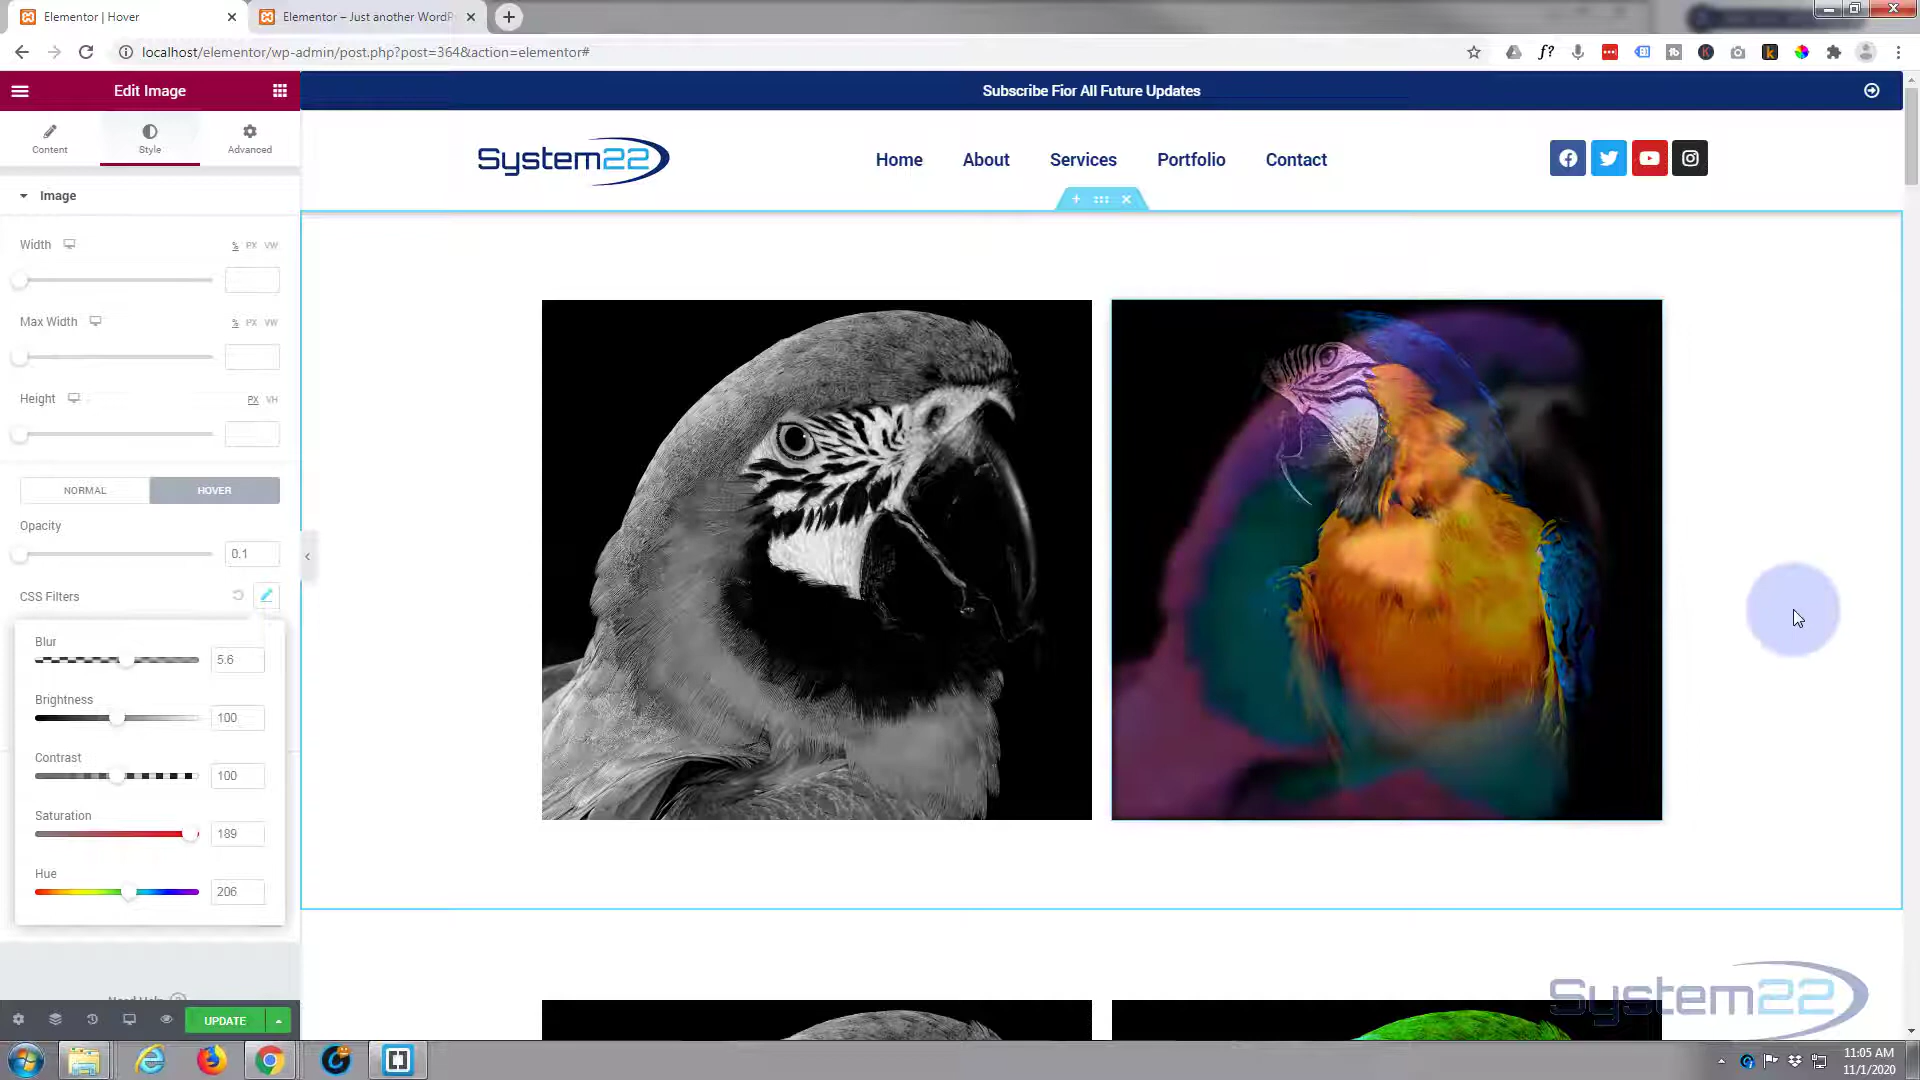 Elementor | Hover
Elementor – Just another WordP
localhost/elementor/wp-admin/post.php?post=364&action=elementor#
f?
Edit Image
Subscribe Fior All Future Updates
Content
Style
Advanced
System22
Home
About
Services
Portfolio
Contact
Image
Width
% PX VW
Max Width
% PX VW
Height
PX VH
NORMAL
HOVER
Opacity
0.1
CSS Filters
Blur
5.6
Brightness
100
Contrast
100
Saturation
189
Hue
206
Need Help
UPDATE
System22
11:05 AM
11/1/2020